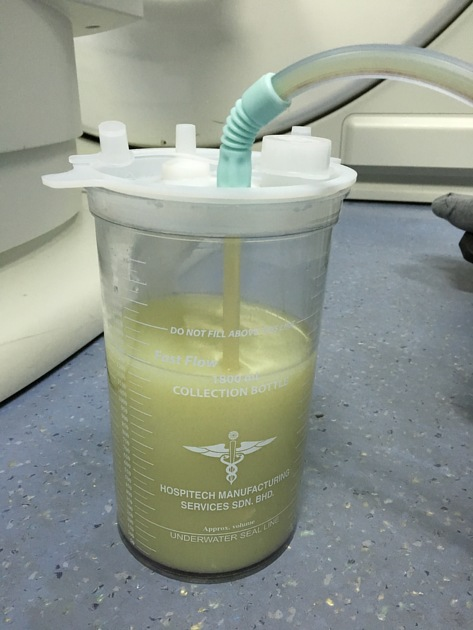 DO NOT FILL ABOVE
Fast Flow
1800 ml
COLLECTION BOTTLE
HOSPITECH MANUFACTURING
SERVICES SDN. BHD.
Approx. volume
UNDERWATER SEAL LINE